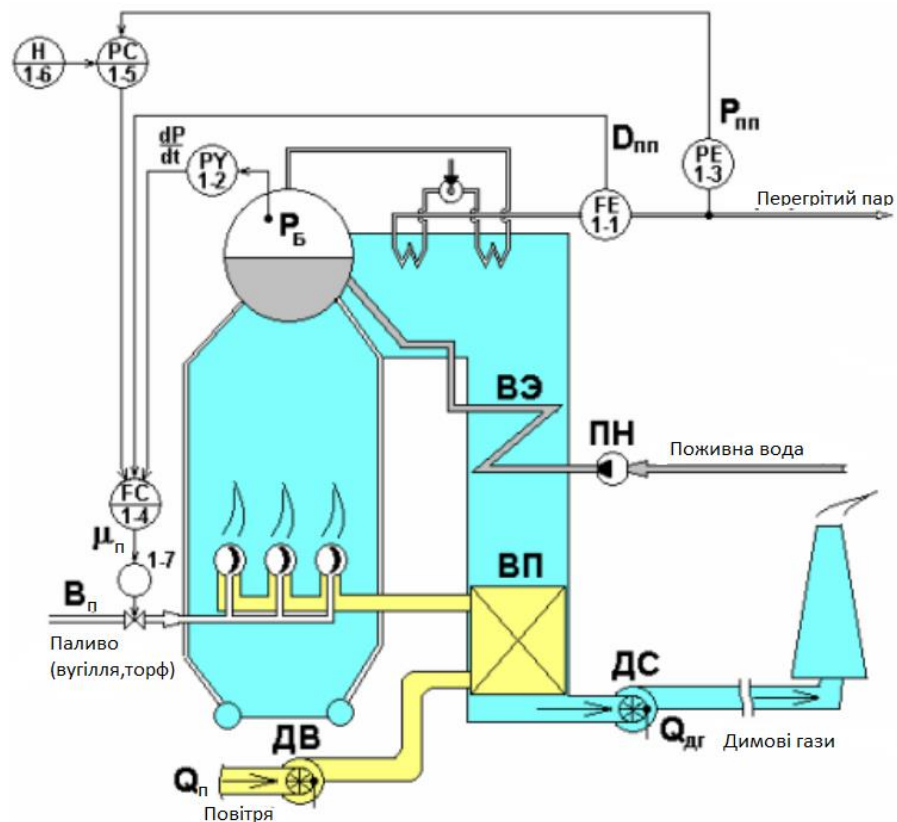 H
1-6
PC
1-5
dP
dt
PY
1-2
Dпп
Pпп
PE
1-3
FE
1-1
Перегрітий пар
PБ
ВЭ
ПН
Поживна вода
FC
1-4
μп
1-7
ВП
Вп
Паливо
(вугілля,торф)
ДС
ДВ
Qдг
Димові гази
Qп
Повітря